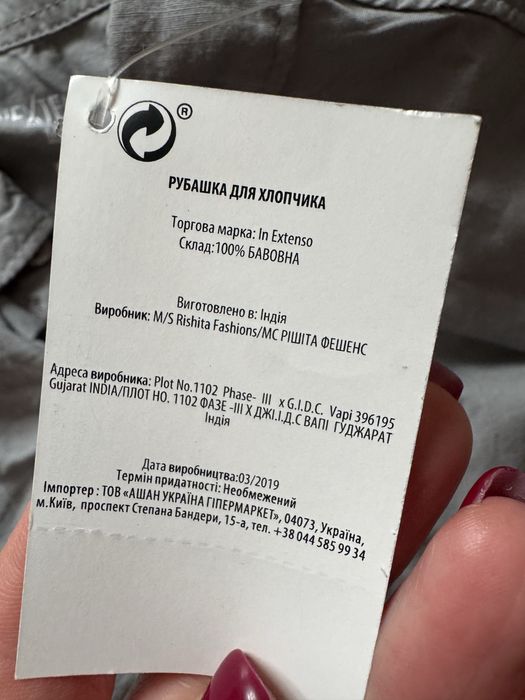 ®
РУБАШКА ДЛЯ ХЛОПЧИКА
Торгова марка: In Extenso
Склад:100% БАВОВНА
Виготовлено в: Індія
Виробник: M/S Rishita Fashions/МС РІШІТА ФЕШЕНС
Адреса виробника: Plot No.1102 Phase- III x G.I.D.C. Vapi 396195
Gujarat INDIA/ПЛОТ НО. 1102 ФАЗЕ -III Х ДЖІ.І.Д.С ВАПІ ГУДЖАРАТ
Індія
Дата виробництва:03/2019
Термін придатності: Необмежений
Імпортер : ТОВ «АШАН УКРАЇНА ГІПЕРМАРКЕТ», 04073, Україна,
м.Київ, проспект Степана Бандери, 15-а, тел. +38 044 585 99 34